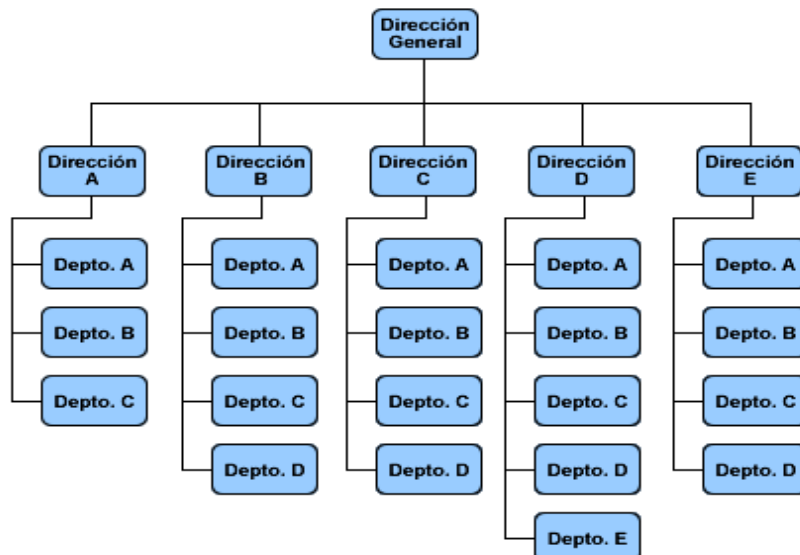 Dirección
General
Dirección
A
Dirección
B
Dirección
C
Dirección
D
Dirección
E
Depto. A
Depto. A
Depto. A
Depto. A
Depto. A
Depto. B
Depto. B
Depto. B
Depto. B
Depto. B
Depto. C
Depto. C
Depto. C
Depto. C
Depto. C
Depto. D
Depto. D
Depto. D
Depto. D
Depto. E